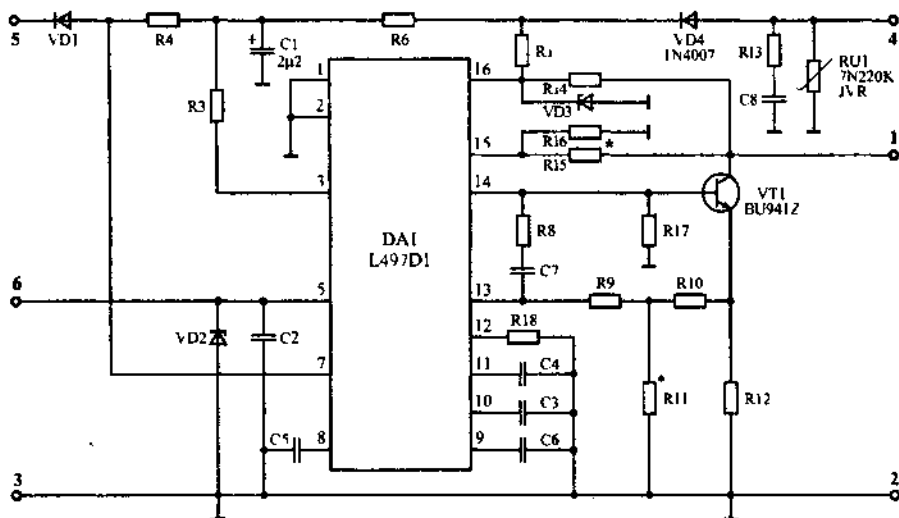 5 VD1 R4 R6 VD4 1N4007 4
C1 2µ2
R3
R13
RU1 7N220K JVR
C8
1 16 R14
VD3
2
R16
15 R15 * 1
3 14
VT1 BU941Z
DA1 L497D1
R8 R17
C7
6 5 13 R9 R10
12 R18
VD2 C2
7 11 C4
10 C3
* R11 R12
C5 8 9 C6
3 2